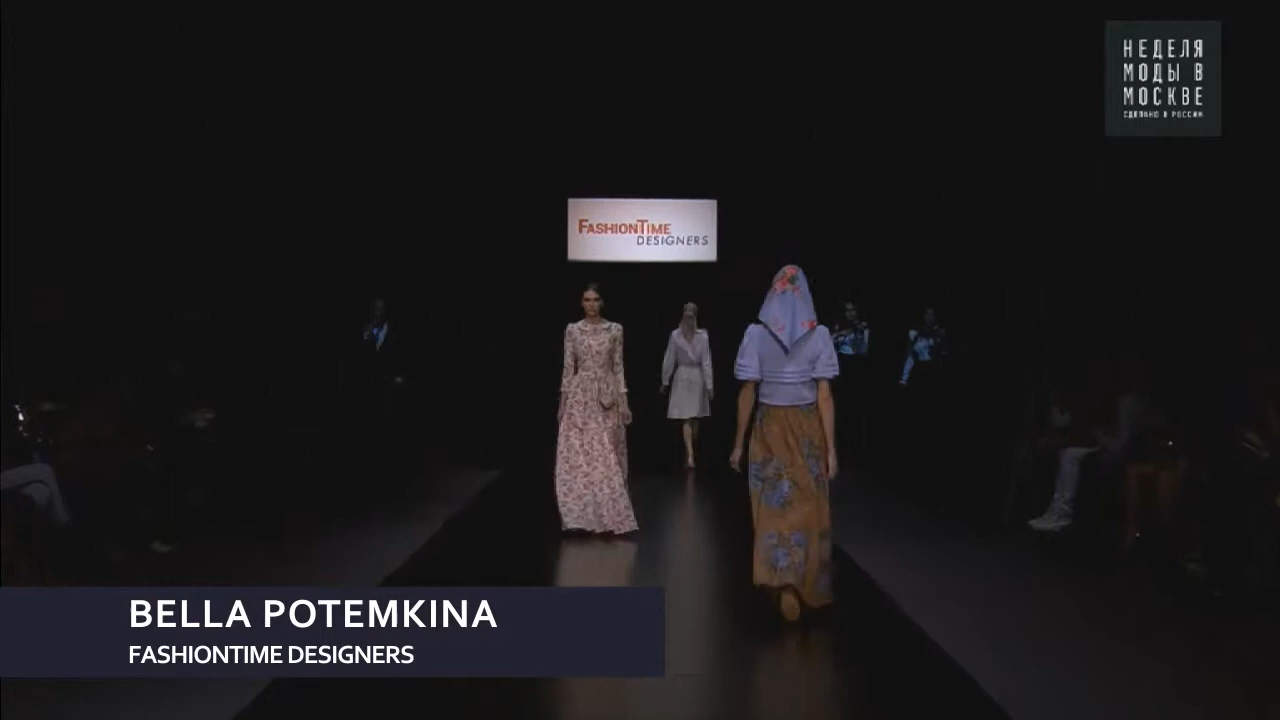 НЕДЕЛЯ
МОДЫ В
МОСКВЕ
СДЕЛАНО В РОССИИ
FASHIONTIME
DESIGNERS
BELLA POTEMKINA
FASHIONTIME DESIGNERS